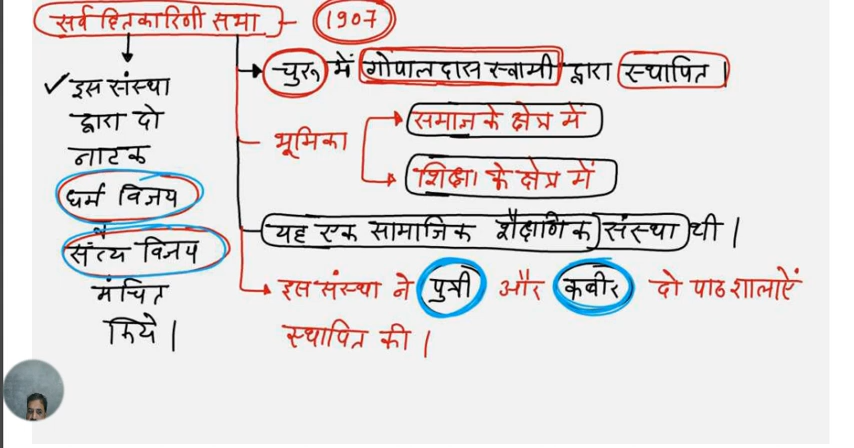 सर्व हितकारिणी सभा - 1907
→ चुरू में गोपालदास स्वामी द्वारा स्थापित।
✓ इस संस्था
द्वारा दो
नाटक
धर्म विजय
व
सत्य विजय
मंचित
किये।
भूमिका
समाज के क्षेत्र में
शिक्षा के क्षेत्र में
यह एक सामाजिक शैक्षणिक संस्था थी।
→ इस संस्था ने पुत्री और कबीर दो पाठशालाऐं
स्थापित की।